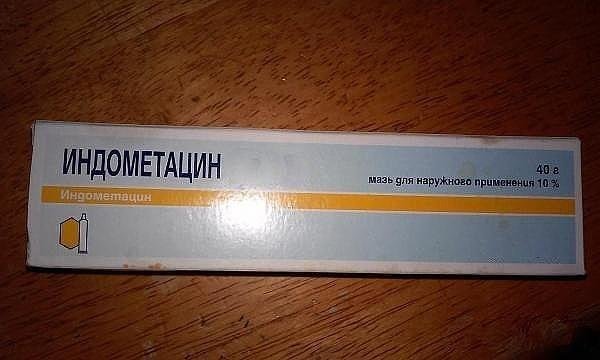 ИНДОМЕТАЦИН
40 г
мазь для наружного применения 10 %
Индометацин